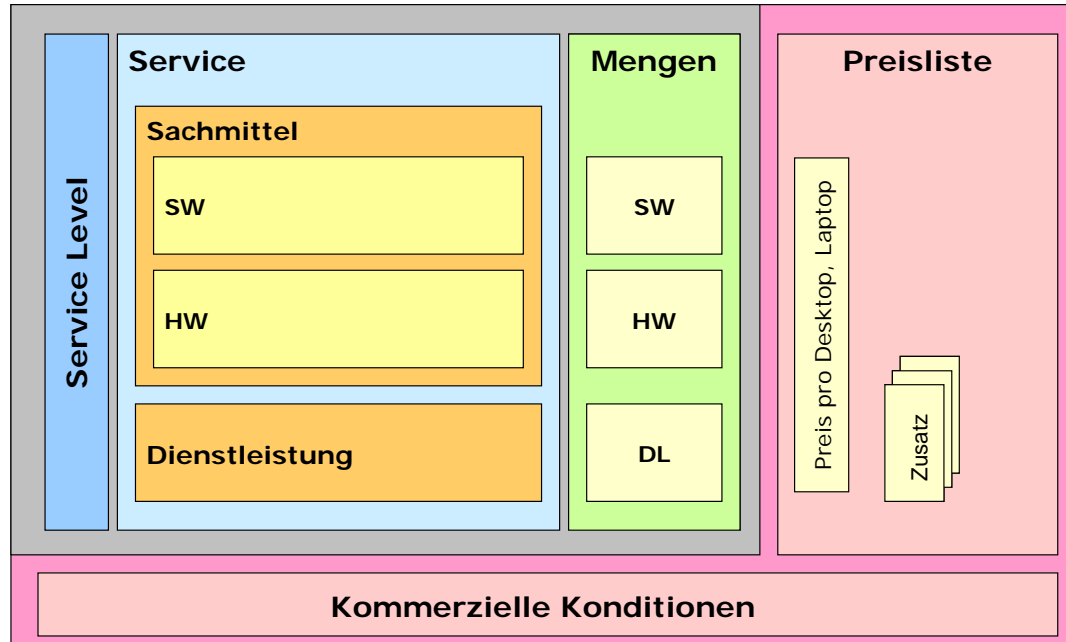 Service Level
Service
Sachmittel
SW
HW
Dienstleistung
Mengen
SW
HW
DL
Preisliste
Preis pro Desktop, Laptop
Zusatz
Kommerzielle Konditionen